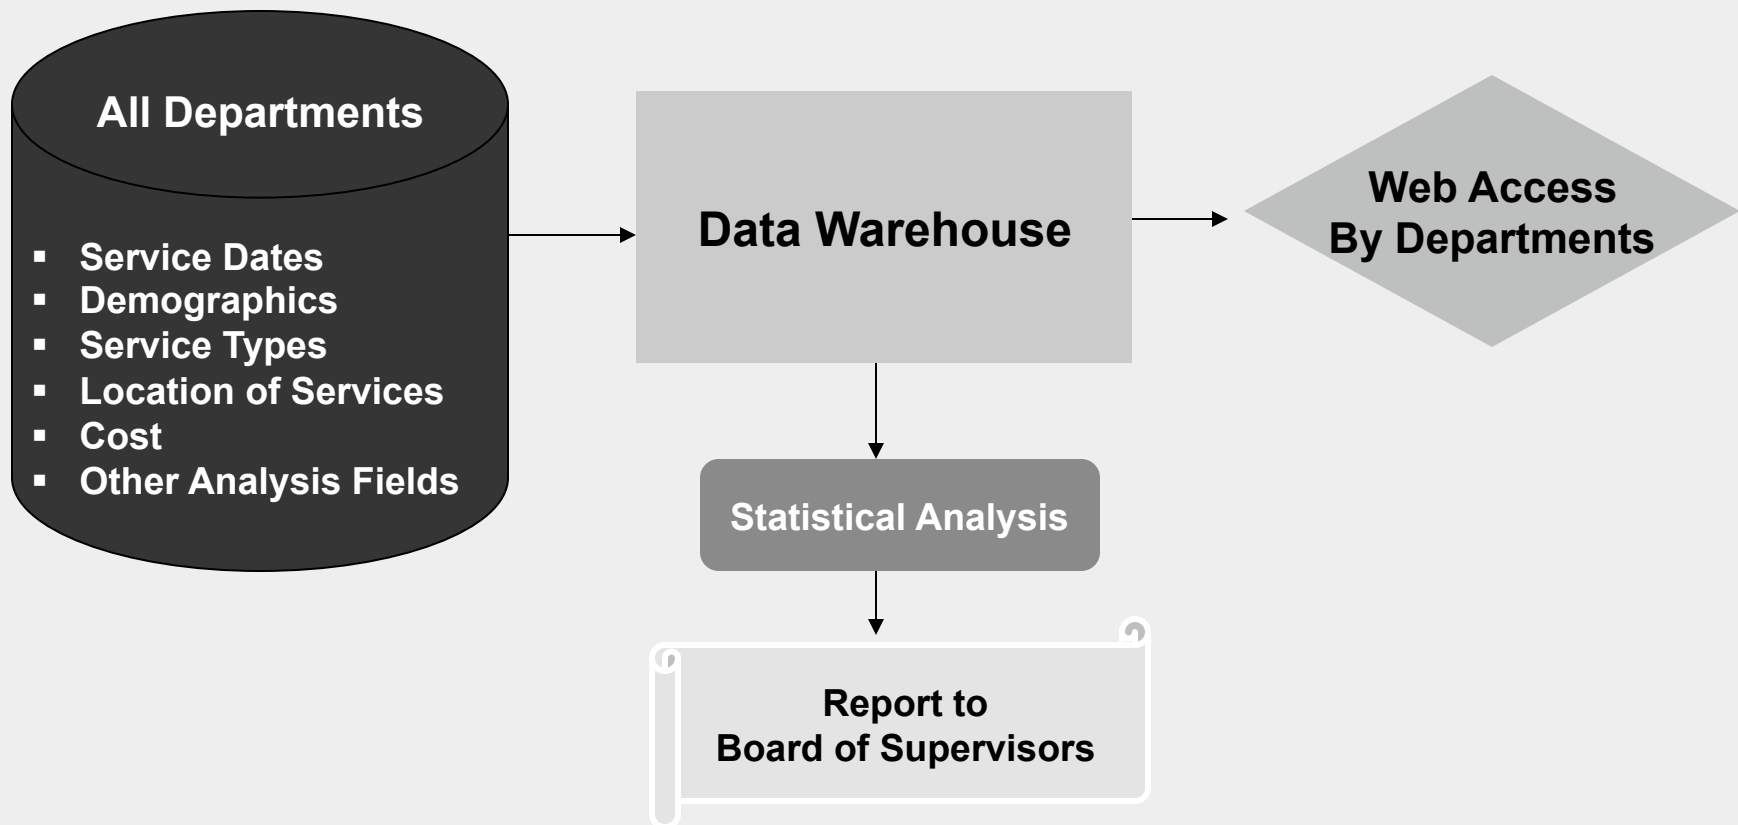 All Departments
▪ Service Dates
▪ Demographics
▪ Service Types
▪ Location of Services
▪ Cost
▪ Other Analysis Fields
Data Warehouse
Web Access
By Departments
Statistical Analysis
Report to
Board of Supervisors